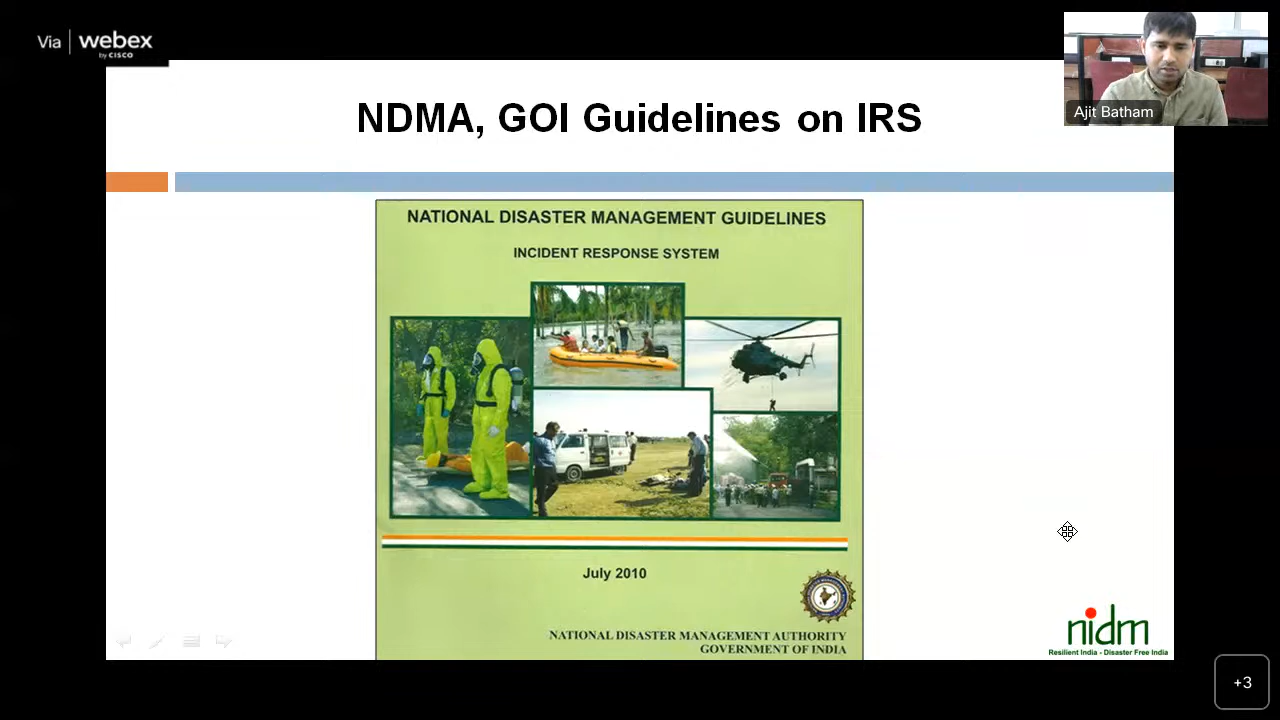 Via webex
by CISCO
Ajit Batham
NDMA, GOI Guidelines on IRS
NATIONAL DISASTER MANAGEMENT GUIDELINES
INCIDENT RESPONSE SYSTEM
July 2010
NATIONAL DISASTER MANAGEMENT AUTHORITY
GOVERNMENT OF INDIA
nidm
Resilient India - Disaster Free India
+3